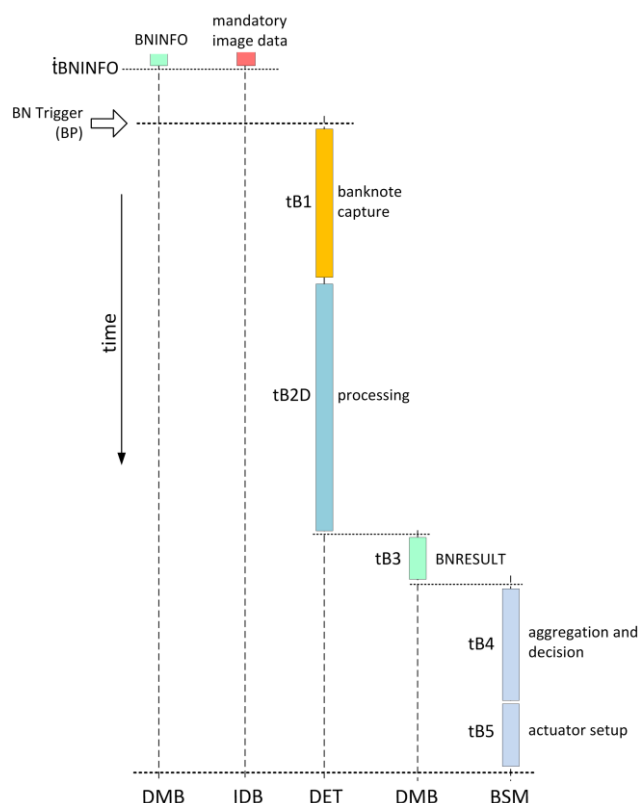 BNINFO
mandatory
image data
tBNINFO
BN Trigger
(BP)
tB1
banknote
capture
time
tB2D
processing
tB3
BNRESULT
tB4
aggregation and
decision
tB5
actuator setup
DMB IDB DET DMB BSM